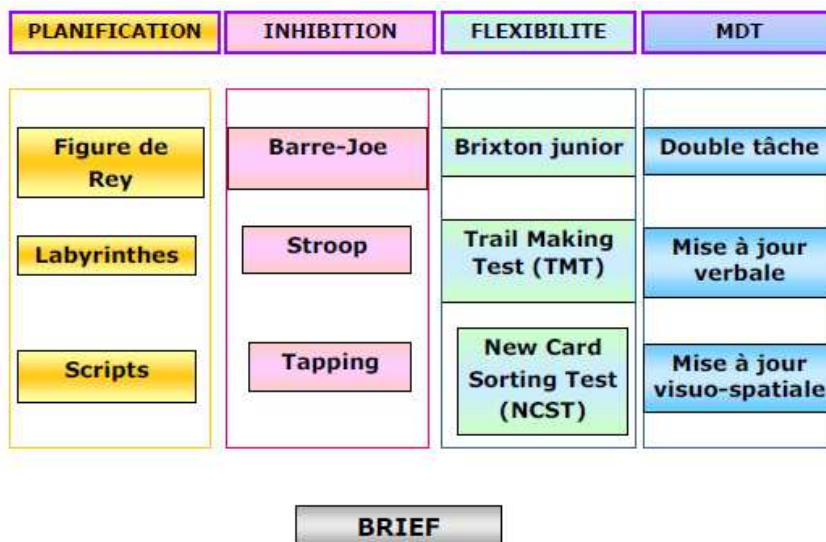 PLANIFICATION
INHIBITION
FLEXIBILITE
MDT
Figure de
Rey
Labyrinthes
Scripts
Barre-Joe
Stroop
Tapping
Brixton junior
Trail Making
Test (TMT)
New Card
Sorting Test
(NCST)
Double tâche
Mise à jour
verbale
Mise à jour
visuo-spatiale
BRIEF